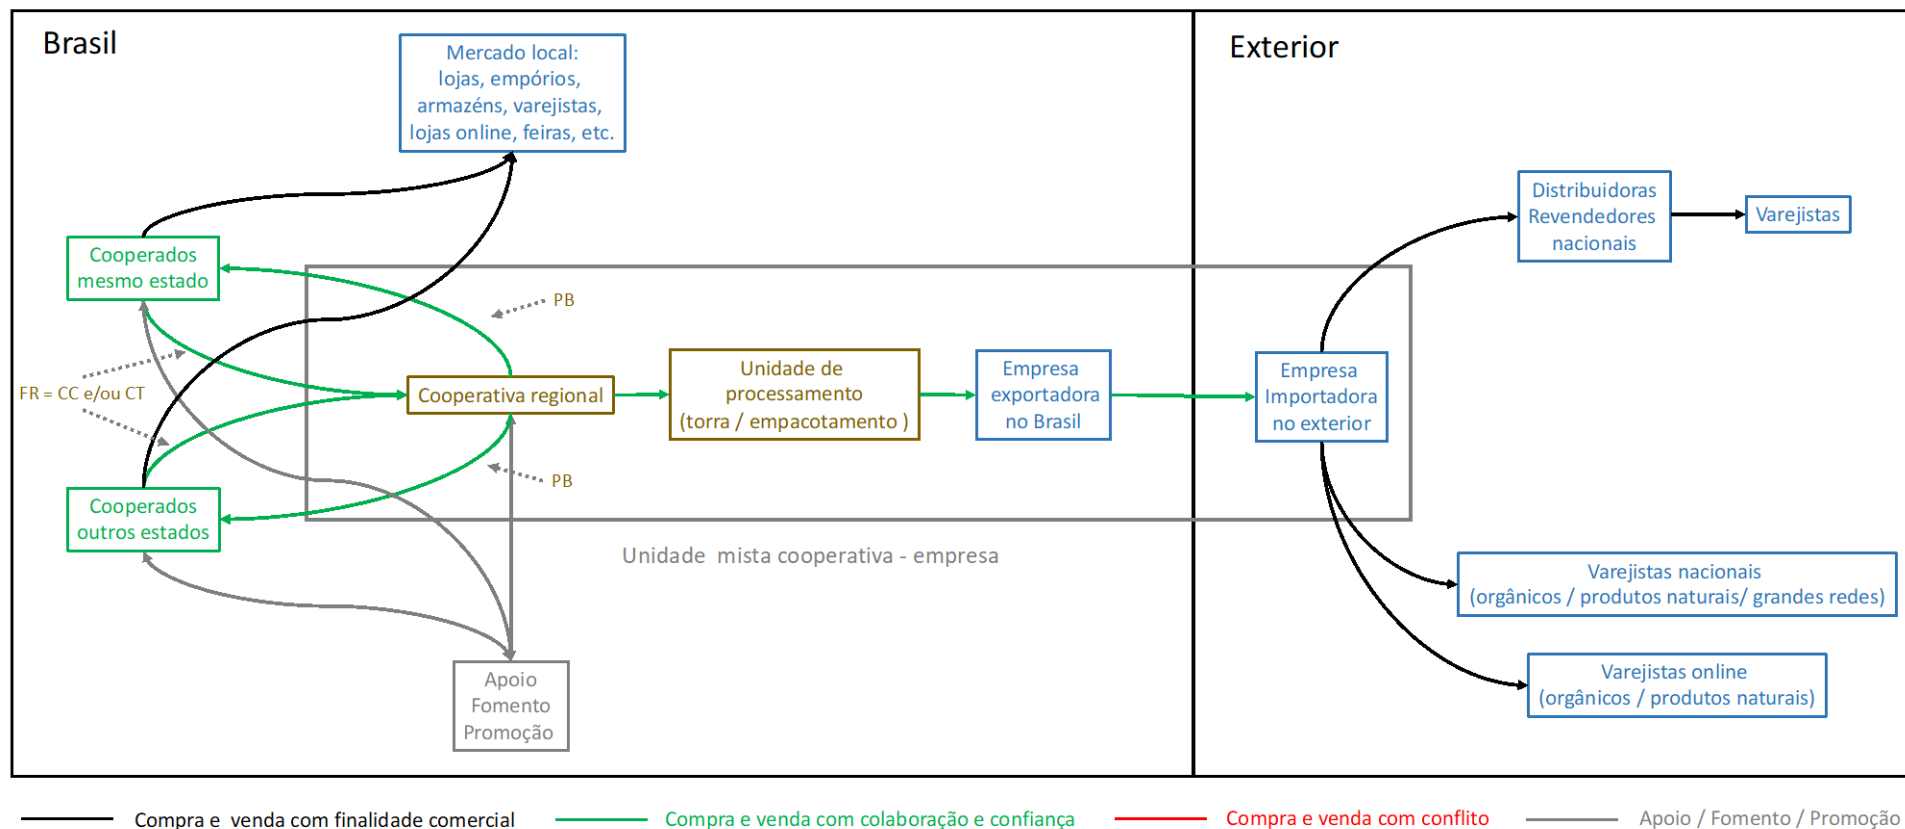 Brasil
Exterior
Mercado local:
lojas, empórios,
armazéns, varejistas,
lojas online, feiras, etc.
Distribuidoras
Revendedores
nacionais
Varejistas
Cooperados
mesmo estado
PB
FR = CC e/ou CT
Cooperativa regional
Unidade de
processamento
(torra / empacotamento )
Empresa
exportadora
no Brasil
Empresa
Importadora
no exterior
PB
Cooperados
outros estados
Unidade mista cooperativa - empresa
Varejistas nacionais
(orgânicos / produtos naturais/ grandes redes)
Apoio
Fomento
Promoção
Varejistas online
(orgânicos / produtos naturais)
Compra e venda com finalidade comercial
Compra e venda com colaboração e confiança
Compra e venda com conflito
Apoio / Fomento / Promoção